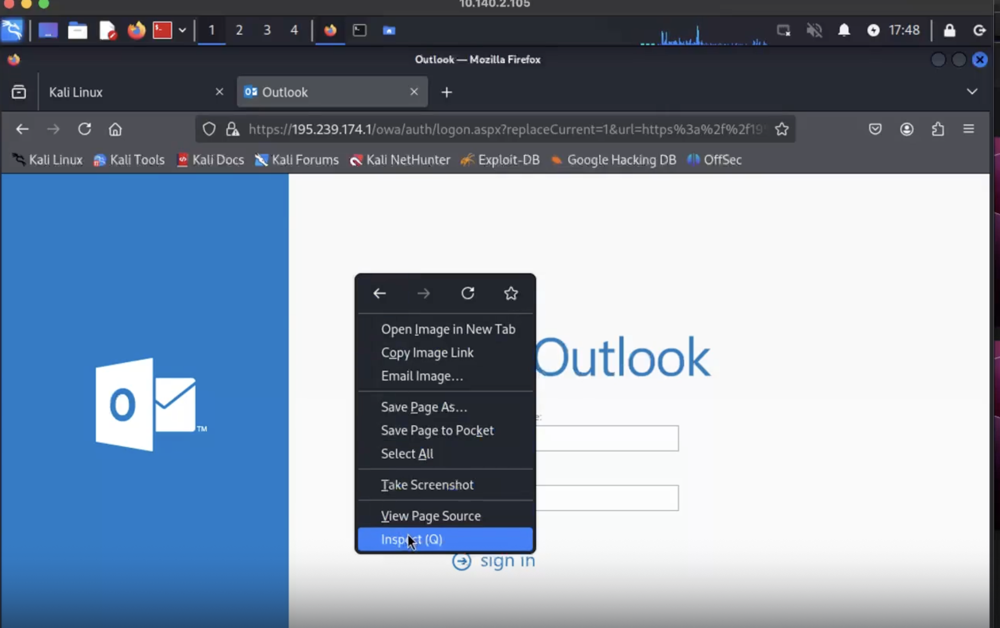 10.140.2.105
1 2 3 4
17:48
Outlook — Mozilla Firefox
Kali Linux
Outlook
https://195.239.174.1/owa/auth/logon.aspx?replaceCurrent=1&url=https%3a%2f%2f19
Kali Linux Kali Tools Kali Docs Kali Forums Kali NetHunter Exploit-DB Google Hacking DB OffSec
Open Image in New Tab
Copy Image Link
Email Image...
Save Page As...
Save Page to Pocket
Select All
Take Screenshot
View Page Source
Inspect (Q)
Outlook
e:
O
TM
sign in